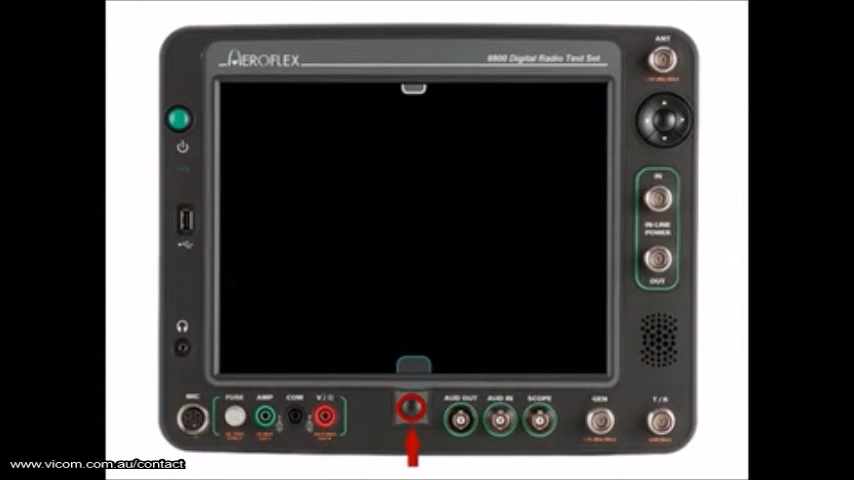 AEROFLEX
8800 Digital Radio Test Set
ANT
IN
IN-LINE
POWER
OUT
MIC
FUSE
AMP
COM
V / Ω
AUD OUT
AUD IN
SCOPE
GEN
T / R
www.vicom.com.au/contact